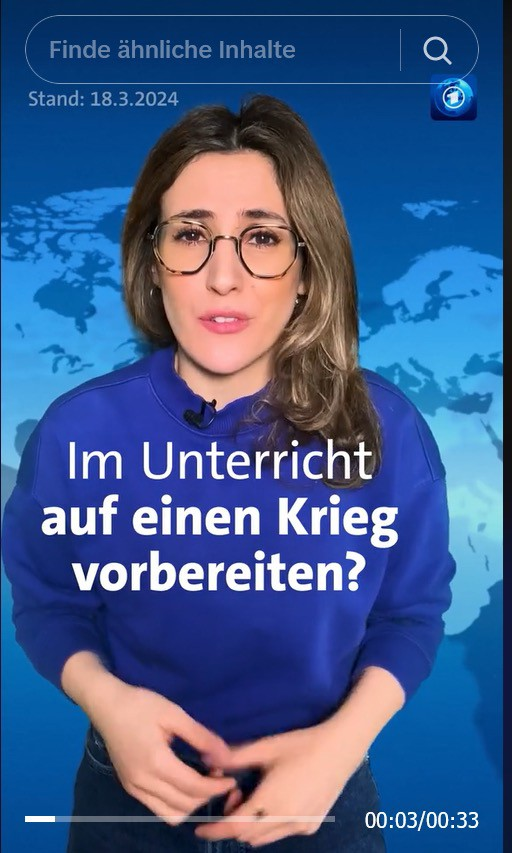 Finde ähnliche Inhalte
Stand: 18.3.2024
Im Unterricht
auf einen Krieg
vorbereiten?
00:03/00:33